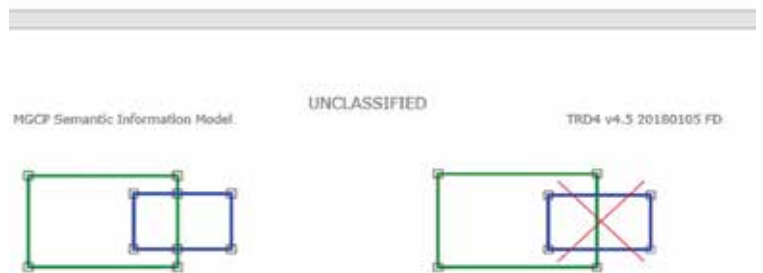 UNCLASSIFIED
MGCP Semantic Information Model
TRD4 v4.5 20180105 FD